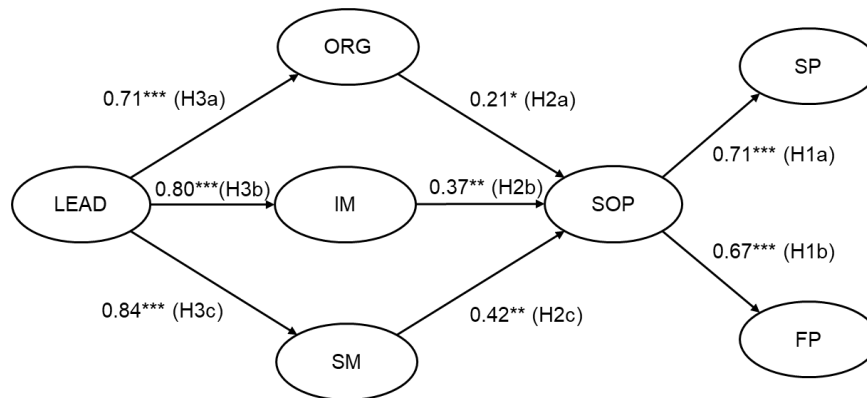 ORG
SP
0.71*** (H3a)
0.21* (H2a)
0.71*** (H1a)
0.80***(H3b)
0.37** (H2b)
LEAD
IM
SOP
0.67*** (H1b)
0.84*** (H3c)
0.42** (H2c)
SM
FP